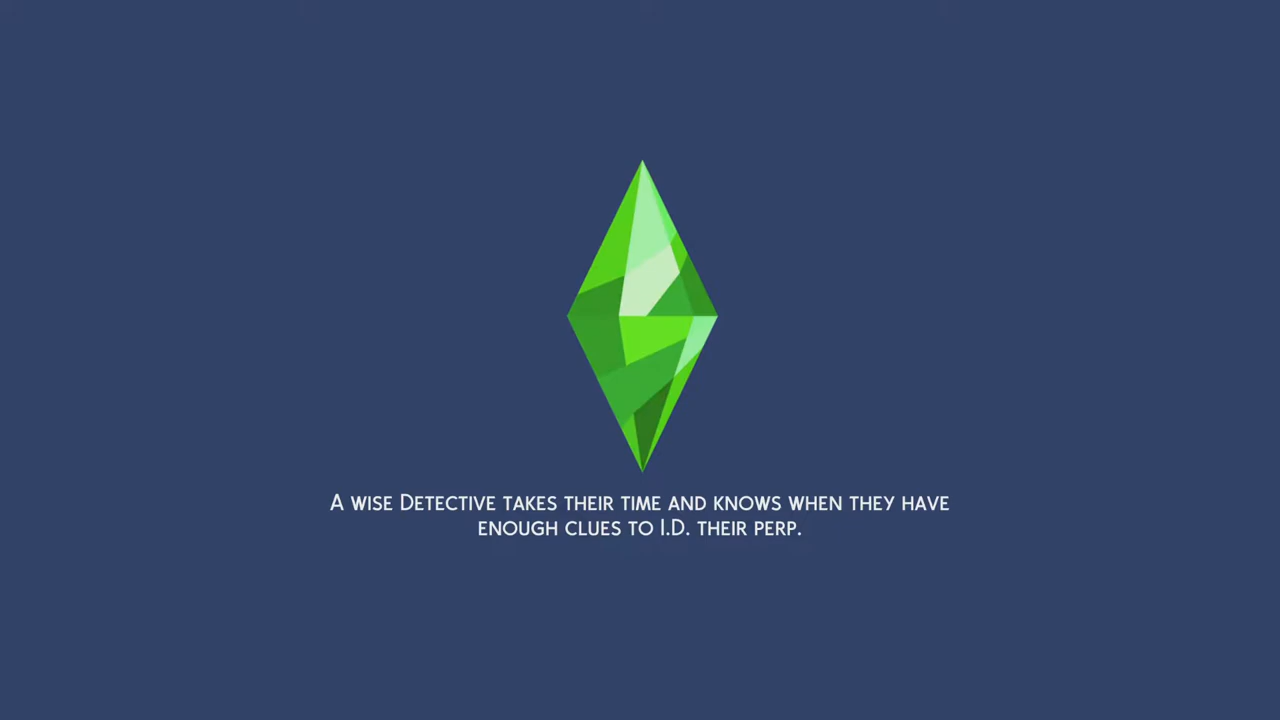 A wise Detective takes their time and knows when they have
enough clues to I.D. their perp.